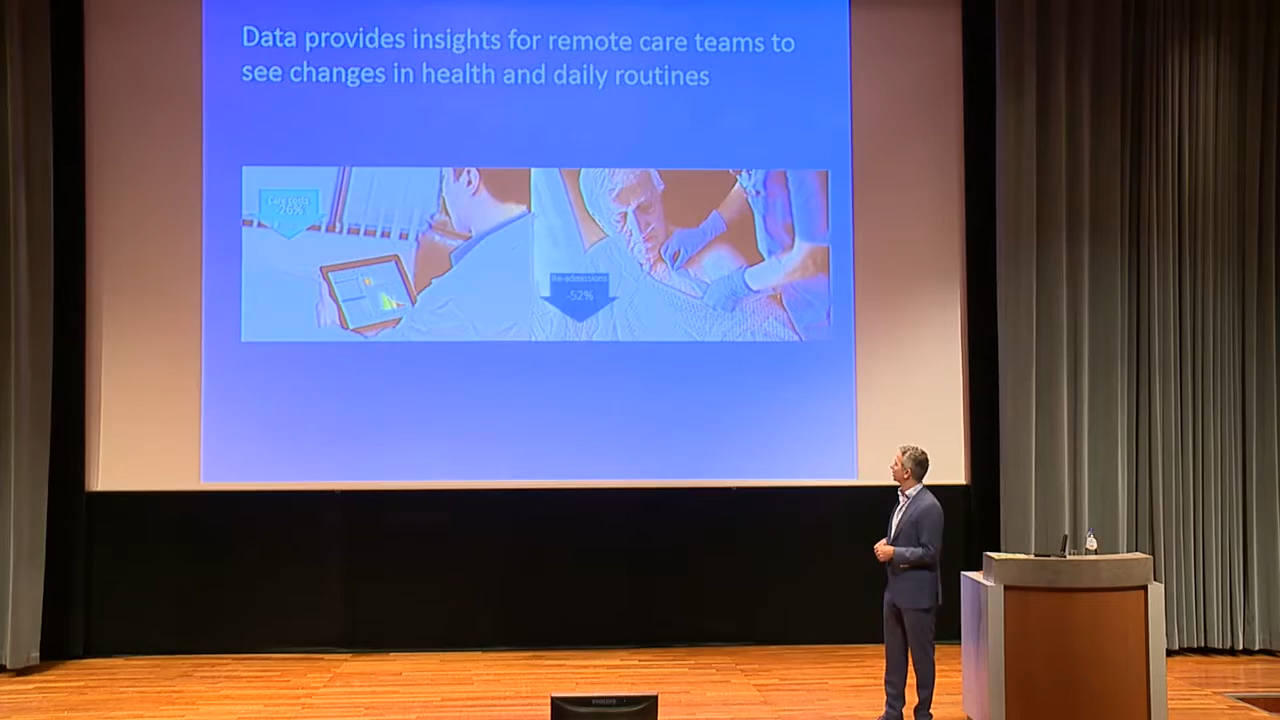 Data provides insights for remote care teams to
see changes in health and daily routines
Care costs
-26%
Re-admissions
-52%
PHILIPS